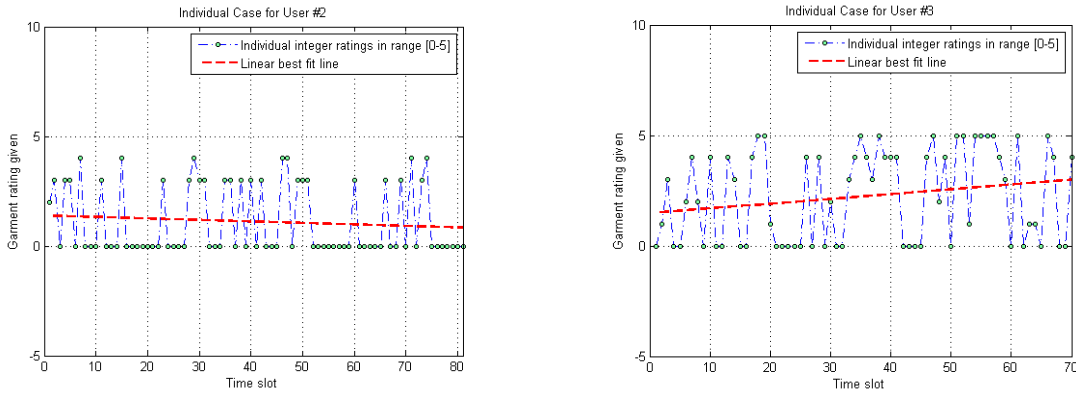 Individual Case for User #2
10
5
0
-5
0 10 20 30 40 50 60 70 80
Individual integer ratings in range [0-5]
Linear best fit line
Garment rating given
Time slot
Individual Case for User #3
10
5
0
-5
0 10 20 30 40 50 60 70
Individual integer ratings in range [0-5]
Linear best fit line
Garment rating given
Time slot